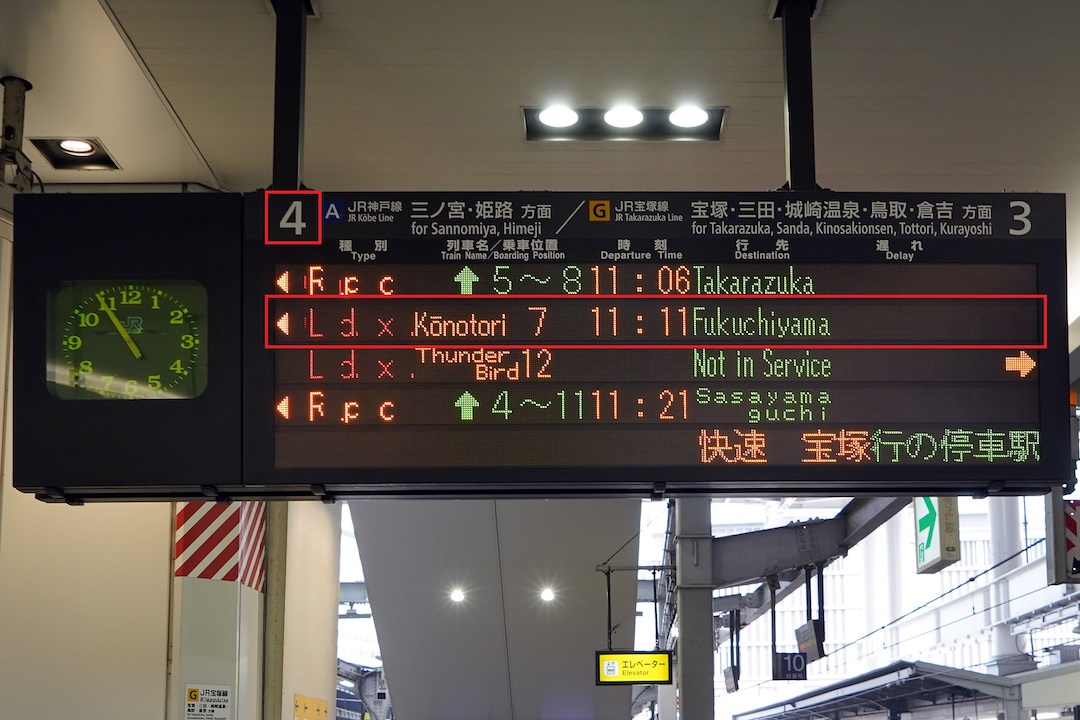 4 A JR神戸線 三ノ宮・姫路 方面 / G JR宝塚線 宝塚・三田・城崎温泉・鳥取・倉吉 方面 3
JR Kōbe Line for Sannomiya, Himeji JR Takarazuka Line for Takarazuka, Sanda, Kinosakionsen, Tottori, Kurayoshi
種別 列車名/乗車位置 時刻 行先 遅れ
Type Train Name/Boarding Position Departure Time Destination Delay
R. p c ↑ 5〜8 11:06 Takarazuka
L d. x . Kōnotori 7 11:11 Fukuchiyama
L d. x . Thunder Bird 12 Not in Service →
R. p c ↑ 4〜11 11:21 Sasayama guchi
快速 宝塚行の停車駅
12 1 2 3 4 5 6 7 8 9 10 11
JR
エレベーター
Elevator
10
G JR宝塚線
JR Takarazuka Line